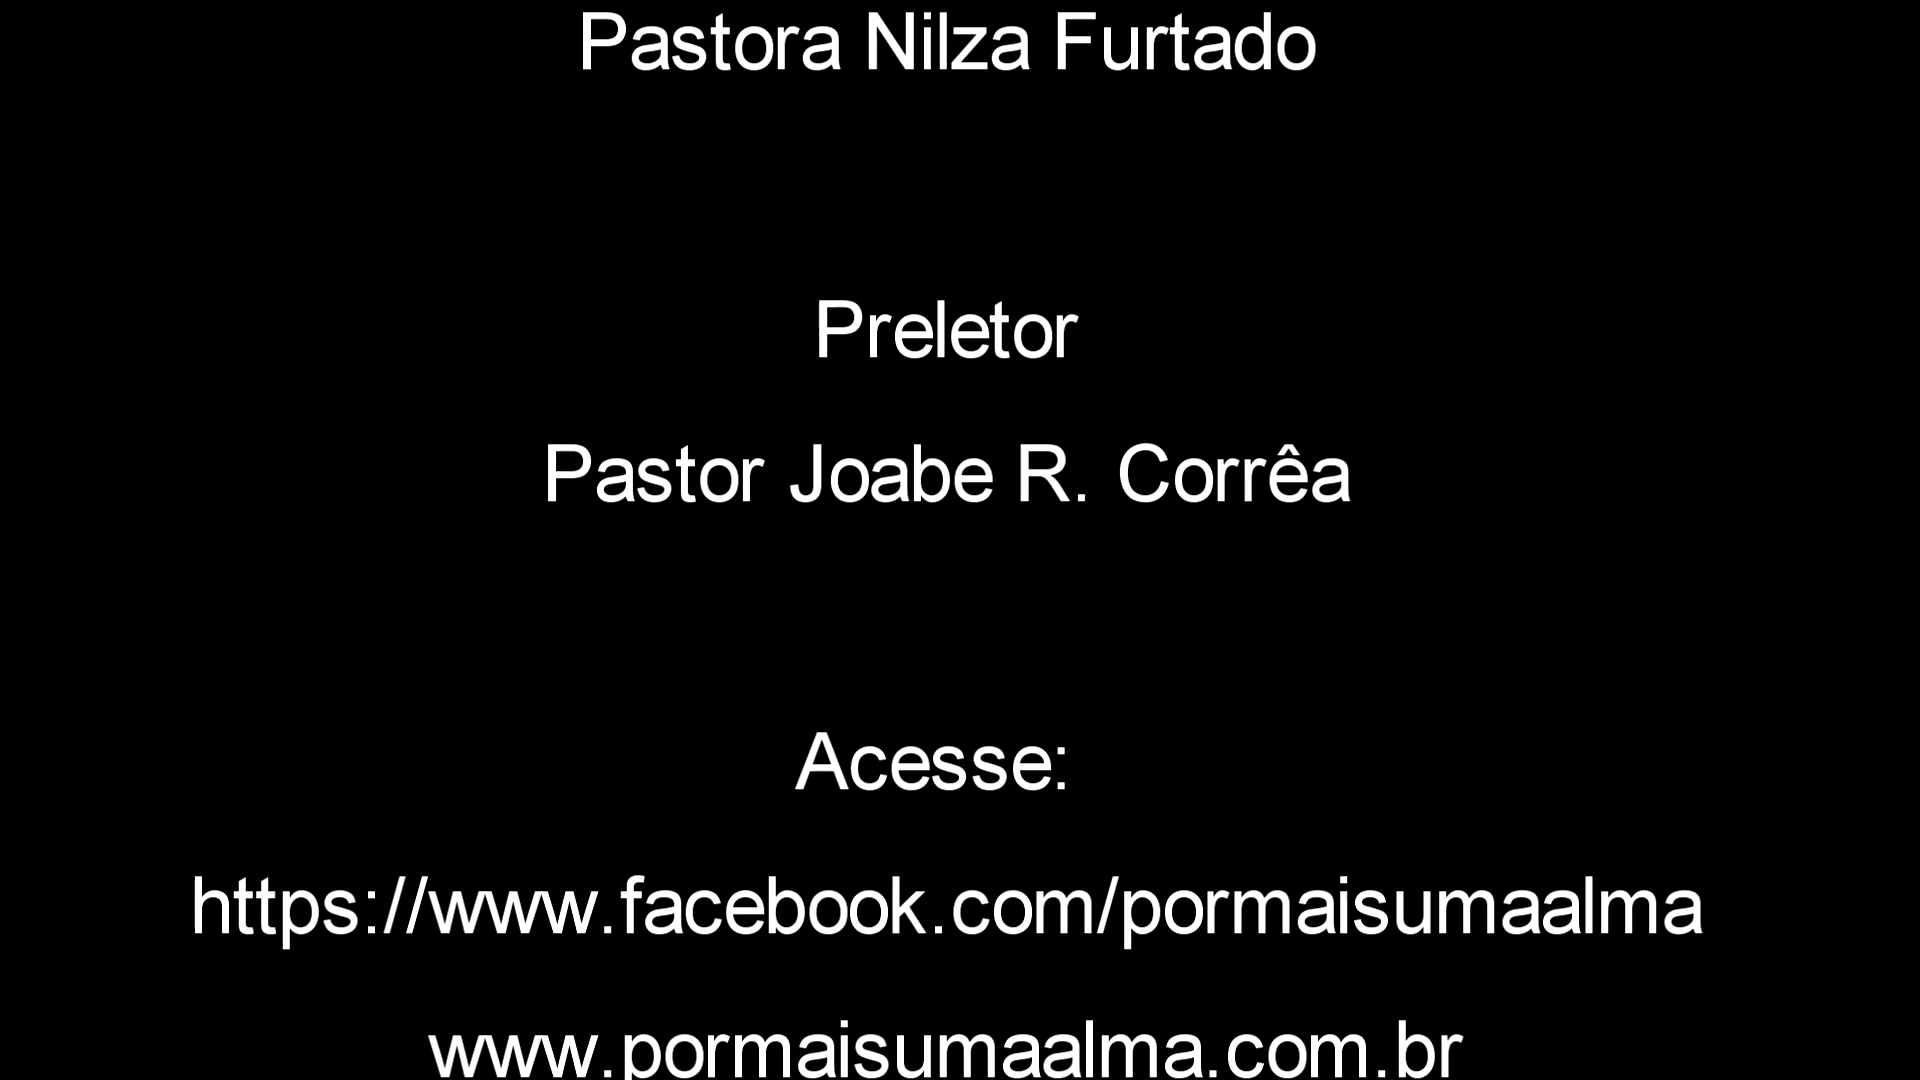 Pastora Nilza Furtado
Preletor
Pastor Joabe R. Corrêa
Acesse:
https://www.facebook.com/pormaisumaalma
www.pormaisumaalma.com.br